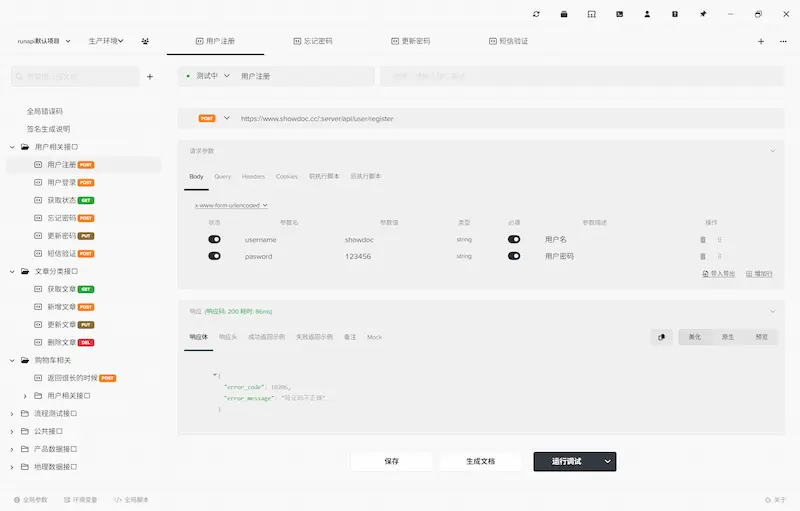 runapi默认项目 生产环境 用户注册 忘记密码 更新密码 短信验证
测试中 用户注册
全局错误码
签名生成说明
用户相关接口
用户注册 POST
用户登录 POST
获取状态 GET
忘记密码 POST
更新密码 PUT
短信验证 POST
文章分类接口
获取文章 GET
新增文章 POST
更新文章 PUT
删除文章 DEL
购物车相关
返回很长的时候 POST
用户相关接口
流程测试接口
公共接口
产品数据接口
地理数据接口
POST https://www.showdoc.cc/:server/api/user/register
请求参数
Body Query Headers Cookies 前执行脚本 后执行脚本
x-www-form-urlencoded
状态 参数名 参数值 类型 必填 参数描述 操作
username showdoc string 用户名
pasword 123456 string 用户密码
导入导出 增加行
响应 (响应码: 200 耗时: 86ms)
响应体 响应头 成功返回示例 失败返回示例 备注 Mock
美化 原生 预览
{
"error_code": 10206,
"error_message": "验证码不正确"
}
保存 生成文档 运行调试
全局参数 环境变量 全局脚本 关于